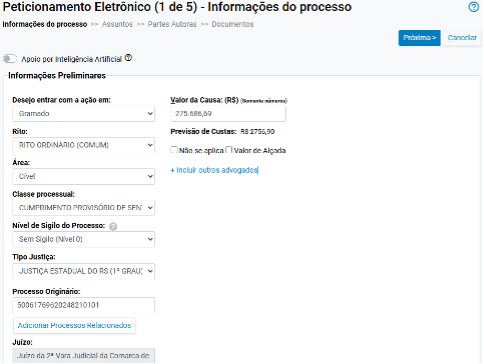 Peticionamento Eletrônico (1 de 5) - Informações do processo
Informações do processo >> Assuntos >> Partes Autoras >> Documentos
Próxima > Cancelar
Apoio por Inteligência Artificial
Informações Preliminares
Desejo entrar com a ação em:
Gramado
Valor da Causa: (R$) (Somente números)
275.686,69
Rito:
RITO ORDINÁRIO (COMUM)
Previsão de Custas: R$ 2756,90
Não se aplica Valor de Alçada
Área:
Cível
+ Incluir outros advogados
Classe processual:
CUMPRIMENTO PROVISÓRIO DE SEN
Nível de Sigilo do Processo: ?
Sem Sigilo (Nível 0)
Tipo Justiça:
JUSTIÇA ESTADUAL DO RS (1º GRAU)
Processo Originário:
50061769620248210101
Adicionar Processos Relacionados
Juízo:
Juízo da 2ª Vara Judicial da Comarca de